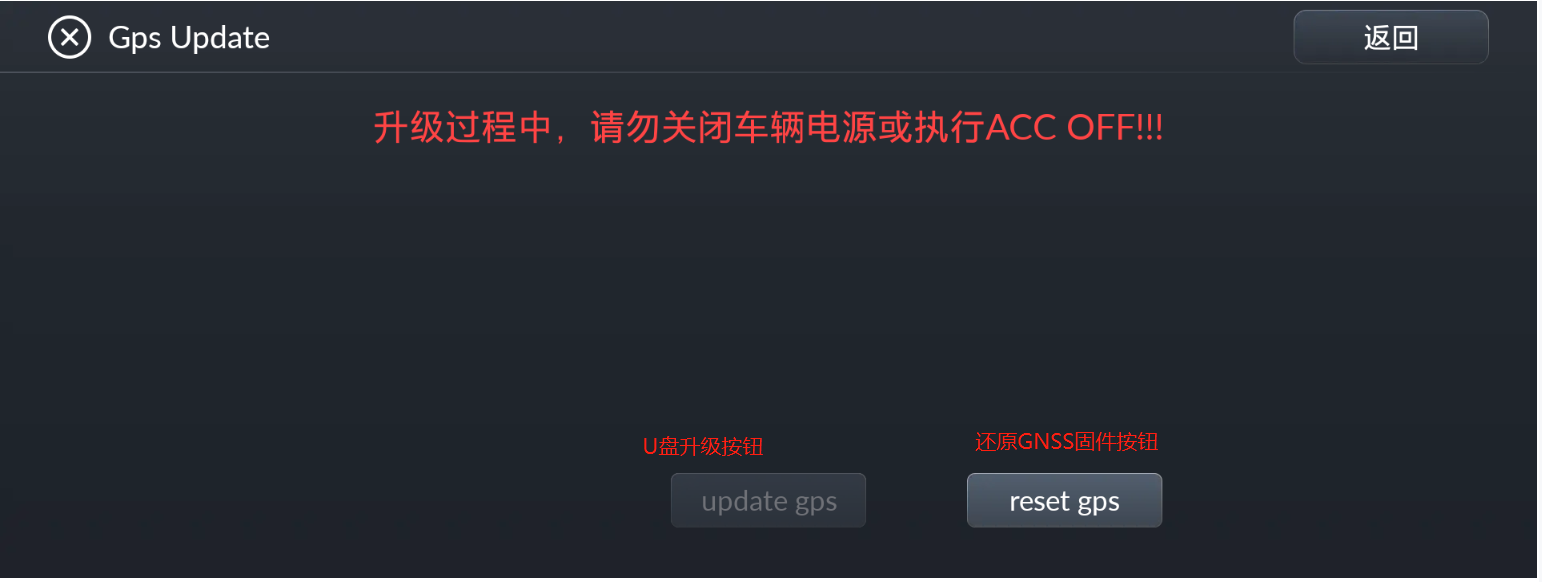 Gps Update
返回
升级过程中，请勿关闭车辆电源或执行ACC OFF!!!
U盘升级按钮
还原GNSS固件按钮
update gps
reset gps